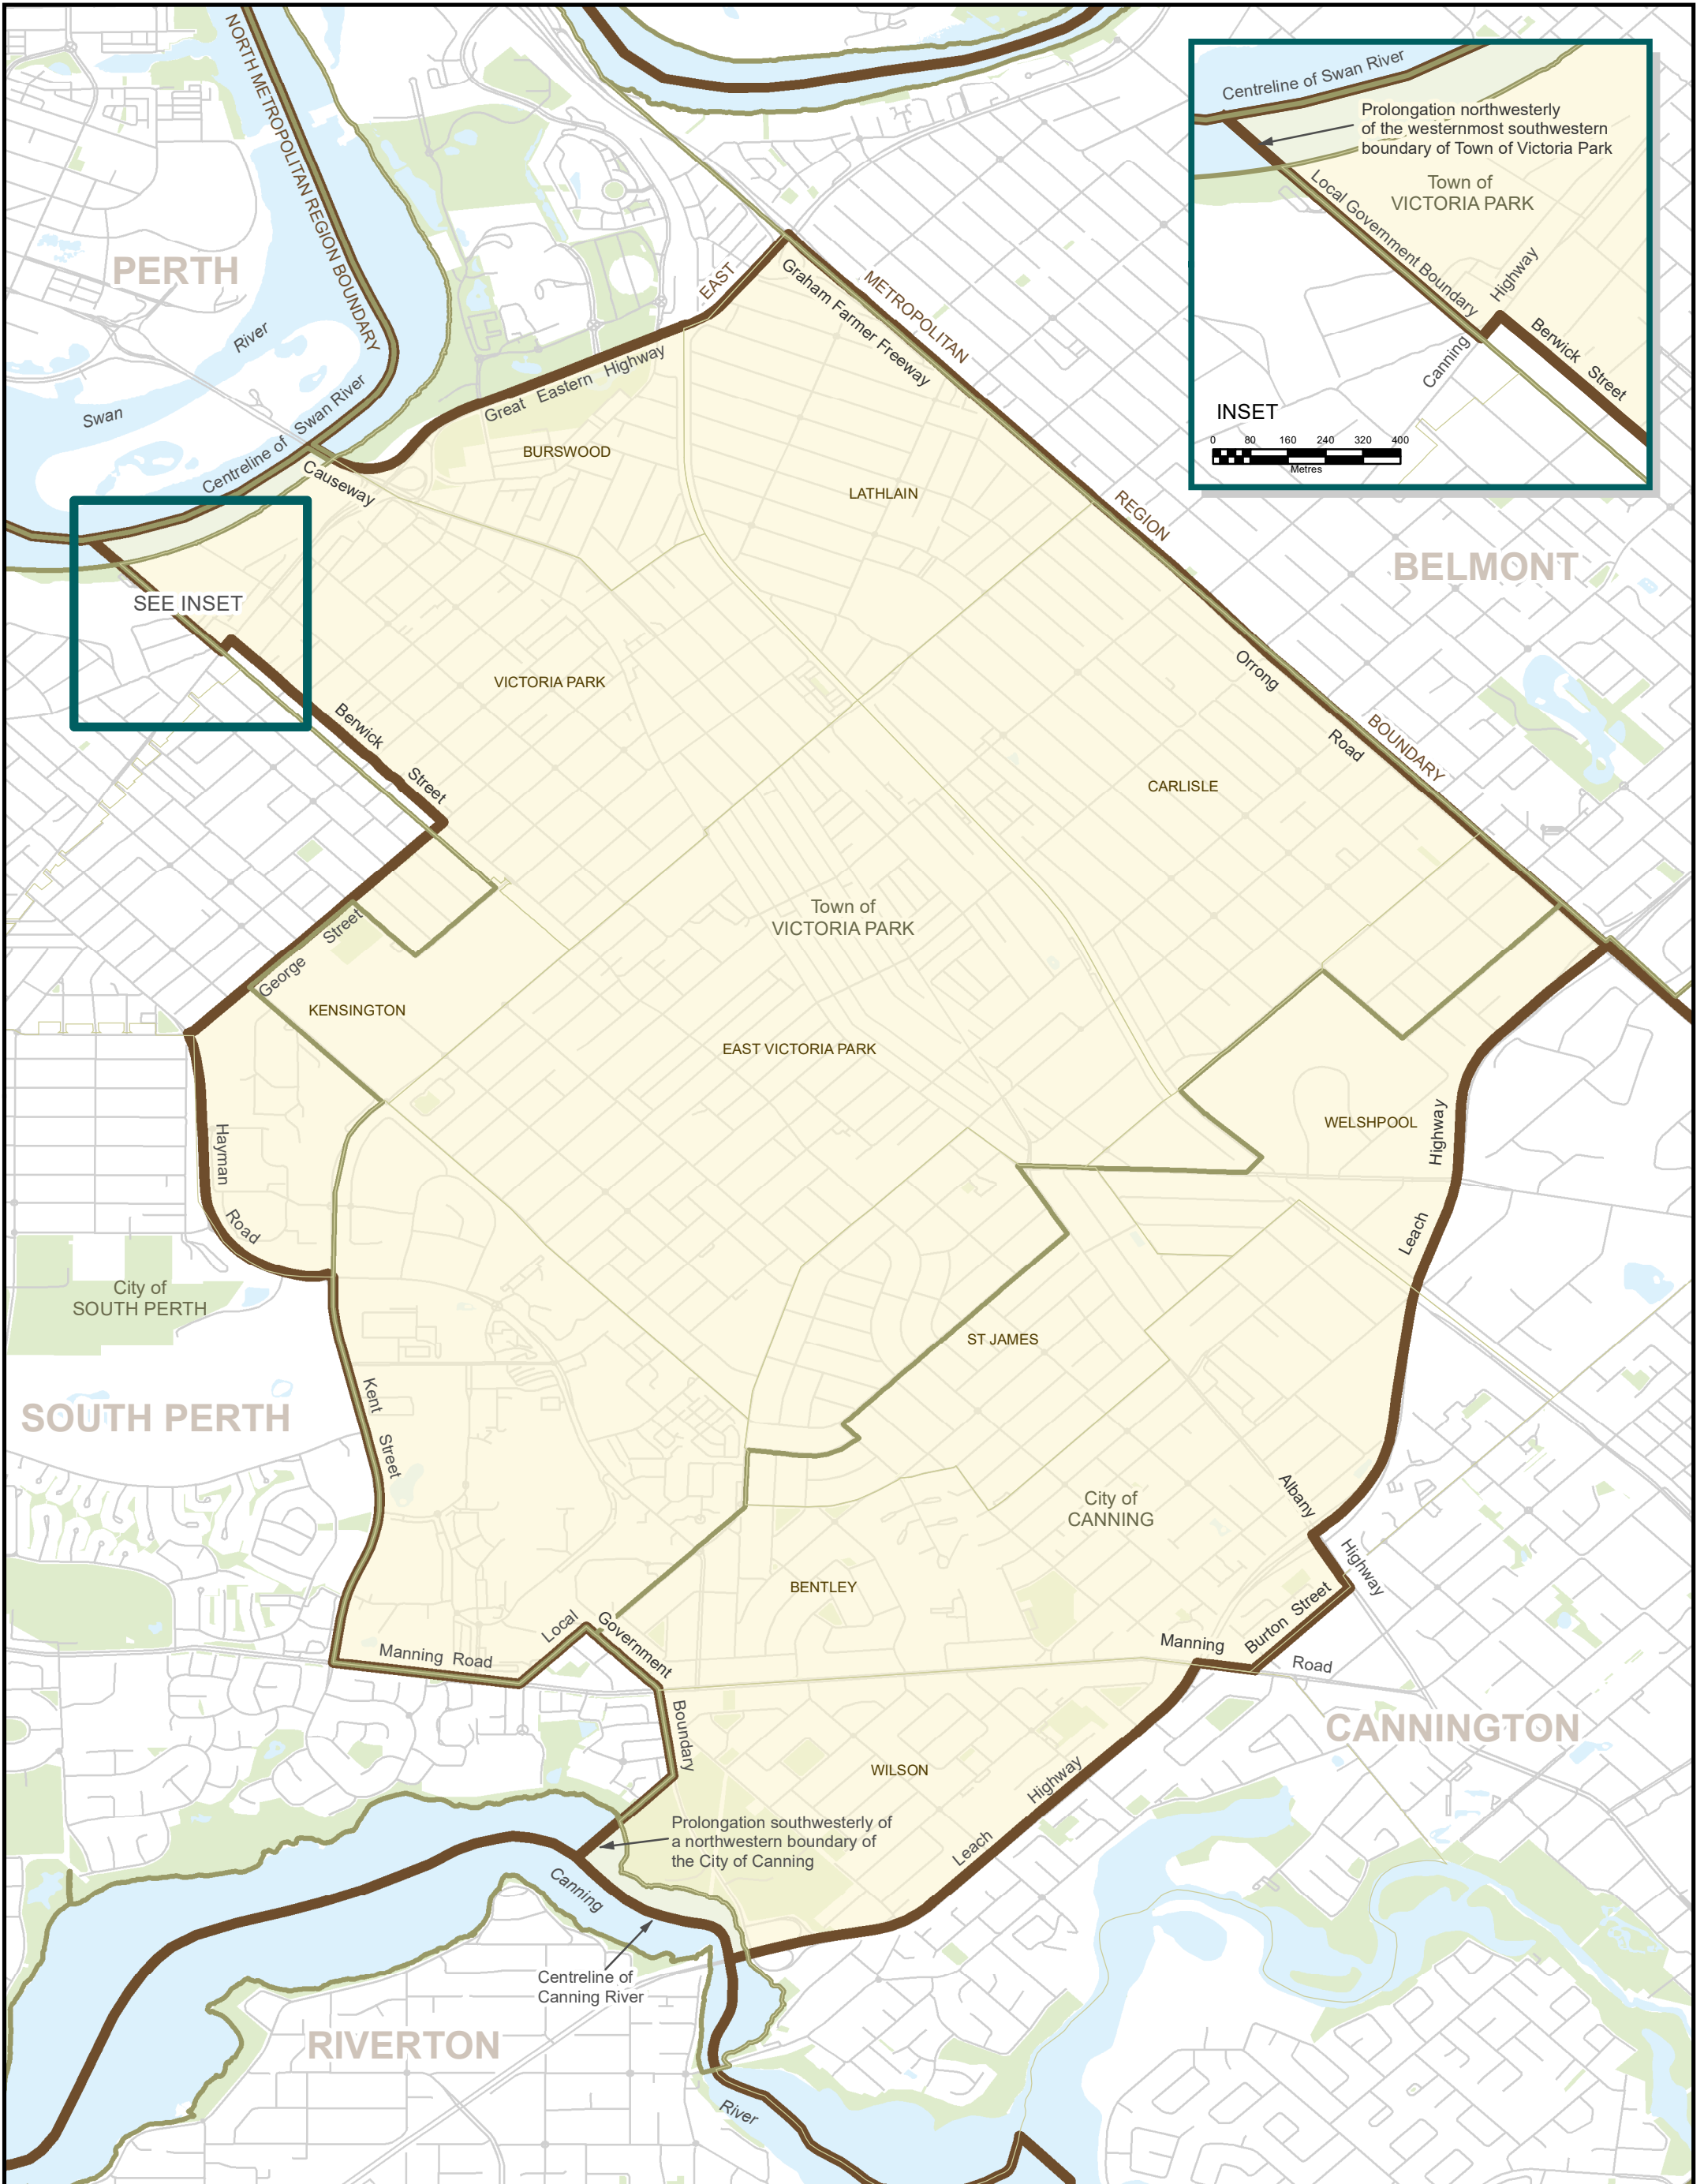 NORTH METROPOLITAN REGION BOUNDARY
Centreline of Swan River
Prolongation northwesterly
of the westernmost southwestern
boundary of Town of Victoria Park
Town of
VICTORIA PARK
Local Government Boundary
Highway
Canning
Berwick
Street
INSET
0 80 160 240 320 400
Metres
PERTH
River
Swan
EAST
METROPOLITAN
REGION
BOUNDARY
Graham Farmer Freeway
Great Eastern Highway
Centreline of Swan River
Causeway
BURSWOOD
LATHLAIN
BELMONT
SEE INSET
Orrong
Road
VICTORIA PARK
Berwick
Street
CARLISLE
Town of
VICTORIA PARK
Street
George
KENSINGTON
EAST VICTORIA PARK
WELSHPOOL
Highway
Leach
Hayman
Road
City of
SOUTH PERTH
ST JAMES
SOUTH PERTH
Kent
Street
City of
CANNING
Albany
Highway
BENTLEY
Burton Street
Manning
Road
Manning Road
Local
Government
Boundary
CANNINGTON
WILSON
Highway
Leach
Prolongation southwesterly of
a northwestern boundary of
the City of Canning
Canning
Centreline of
Canning River
RIVERTON
River